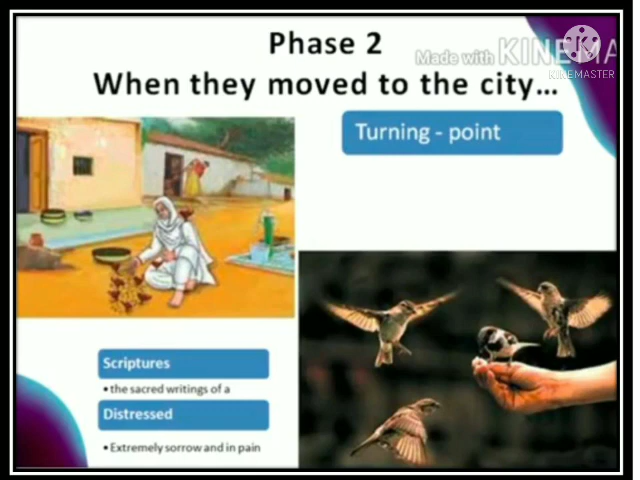 Phase 2
Made with KINEMA
KINEMASTER
When they moved to the city…
Turning - point
Scriptures
• the sacred writings of a
Distressed
• Extremely sorrow and in pain